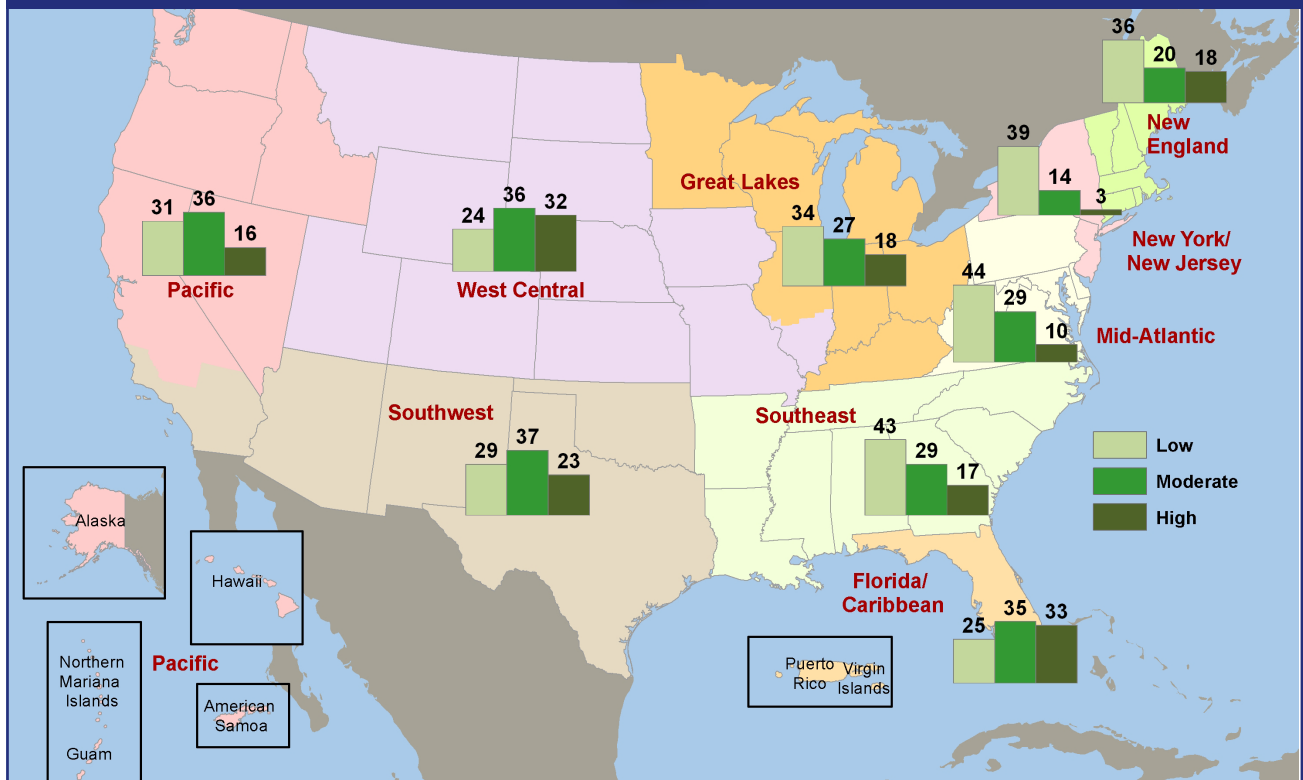 36
20
18
New
England
39
14
3
New York/
New Jersey
Great Lakes
34
27
18
31
36
16
Pacific
24
36
32
West Central
44
29
10
Mid-Atlantic
Southwest
29
37
23
Southeast
43
29
17
Low
Moderate
High
Alaska
Hawaii
Florida/
Caribbean
25
35
33
Northern
Mariana
Islands
Guam
Pacific
American
Samoa
Puerto
Rico
Virgin
Islands